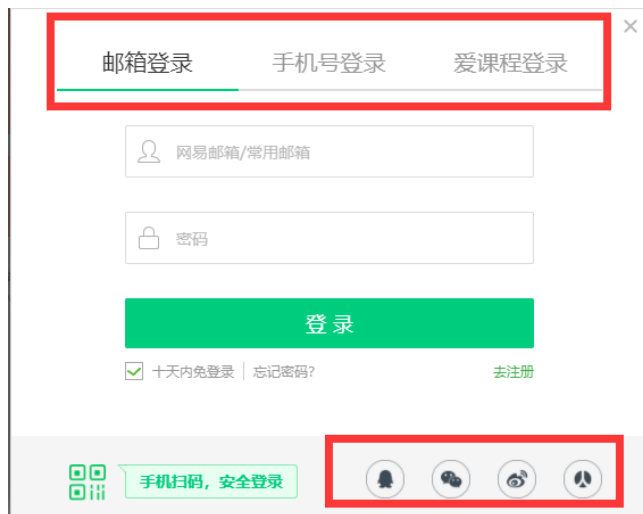 邮箱登录 手机号登录 爱课程登录
网易邮箱/常用邮箱
密码
登录
十天内免登录 忘记密码? 去注册
手机扫码，安全登录